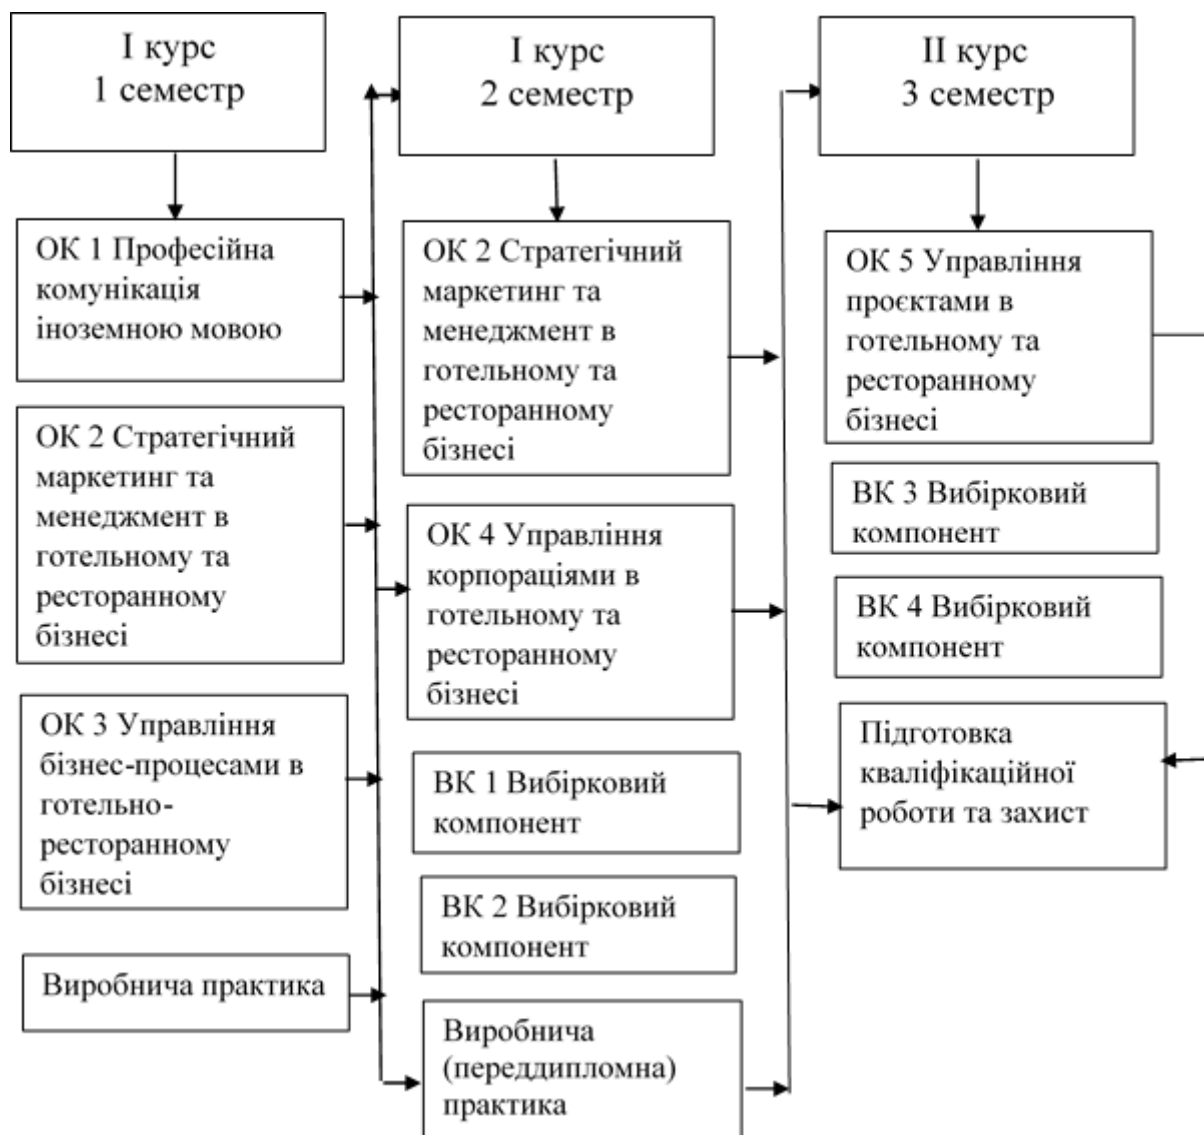 І курс
1 семестр
ОК 1 Професійна
комунікація
іноземною мовою
ОК 2 Стратегічний
маркетинг та
менеджмент в
готельному та
ресторанному
бізнесі
ОК 3 Управління
бізнес-процесами в
готельно-
ресторанному
бізнесі
Виробнича практика
І курс
2 семестр
ОК 2 Стратегічний
маркетинг та
менеджмент в
готельному та
ресторанному
бізнесі
ОК 4 Управління
корпораціями в
готельному та
ресторанному
бізнесі
ВК 1 Вибірковий
компонент
ВК 2 Вибірковий
компонент
Виробнича
(переддипломна)
практика
ІІ курс
3 семестр
ОК 5 Управління
проєктами в
готельному та
ресторанному
бізнесі
ВК 3 Вибірковий
компонент
ВК 4 Вибірковий
компонент
Підготовка
кваліфікаційної
роботи та захист